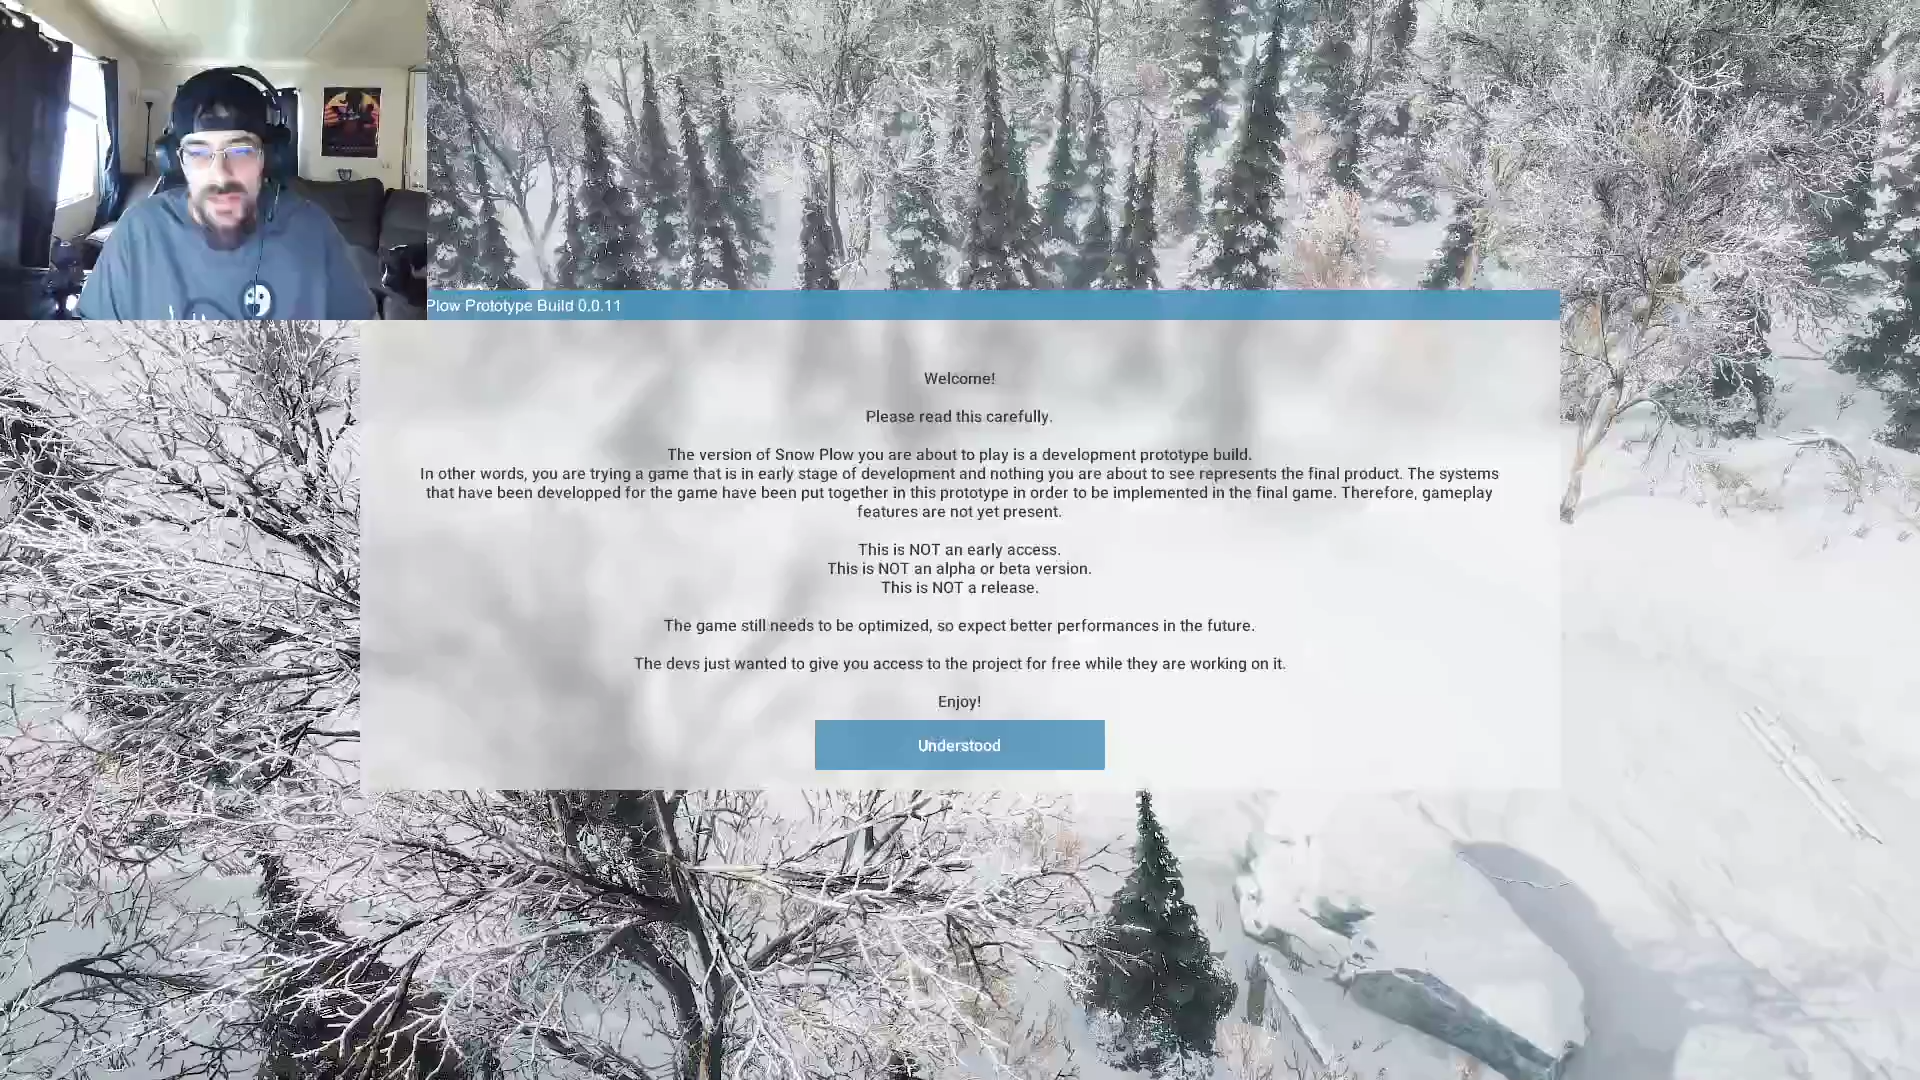 Plow Prototype Build 0.0.11
Welcome!
Please read this carefully.
The version of Snow Plow you are about to play is a development prototype build.
In other words, you are trying a game that is in early stage of development and nothing you are about to see represents the final product. The systems
that have been developped for the game have been put together in this prototype in order to be implemented in the final game. Therefore, gameplay
features are not yet present.
This is NOT an early access.
This is NOT an alpha or beta version.
This is NOT a release.
The game still needs to be optimized, so expect better performances in the future.
The devs just wanted to give you access to the project for free while they are working on it.
Enjoy!
Understood